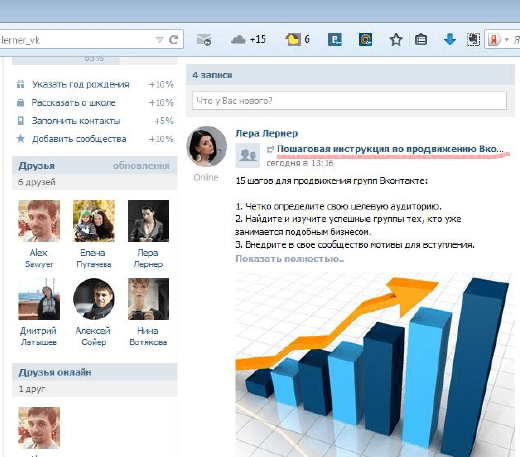 lerner_vk
+15
6
83%
Указать год рождения +10%
Рассказать о школе +10%
Заполнить контакты +5%
Добавить сообщества +10%
Друзья обновления
6 друзей
Alex
Sawyer
Елена
Пугачева
Лера
Лернер
Дмитрий
Латышев
Алексей
Сойер
Нина
Вотякова
Друзья онлайн
1 друг
4 записи
Что у Вас нового?
Лера Лернер
Пошаговая инструкция по продвижению Вко...
сегодня в 13:16
Online
15 шагов для продвижения групп Вконтакте:
1. Четко определите свою целевую аудиторию.
2. Найдите и изучите успешные группы тех, кто уже
занимается подобным бизнесом.
3. Внедрите в свое сообщество мотивы для вступления.
Показать полностью..